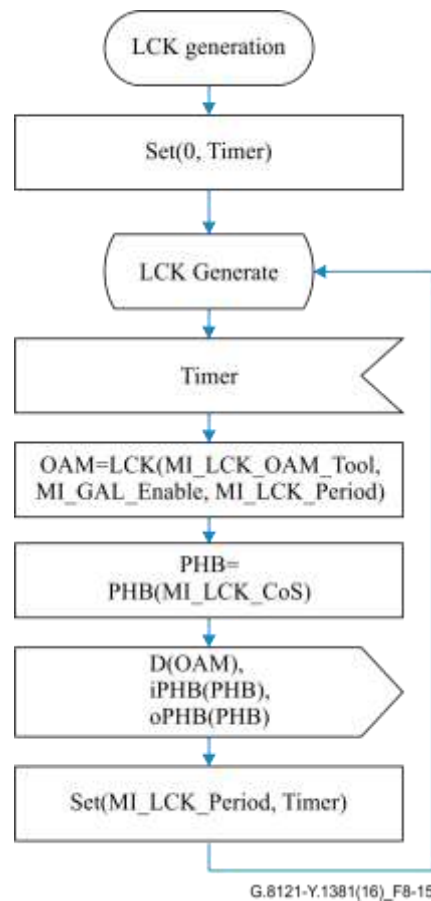 LCK generation
Set(0, Timer)
LCK Generate
Timer
OAM=LCK(MI_LCK_OAM_Tool,
MI_GAL_Enable, MI_LCK_Period)
PHB=
PHB(MI_LCK_CoS)
D(OAM),
iPHB(PHB),
oPHB(PHB)
Set(MI_LCK_Period, Timer)
G.8121-Y.1381(16)_F8-15